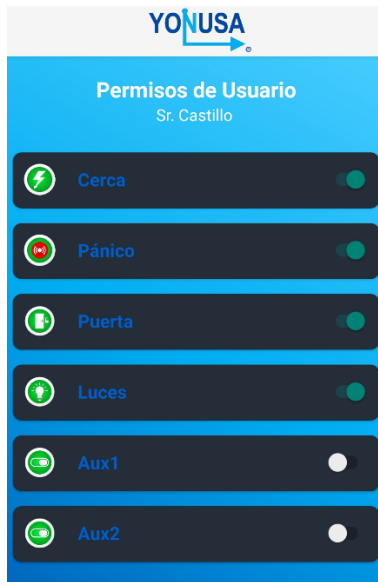 YONUSA
Permisos de Usuario
Sr. Castillo
Cerca
Pánico
Puerta
Luces
Aux1
Aux2